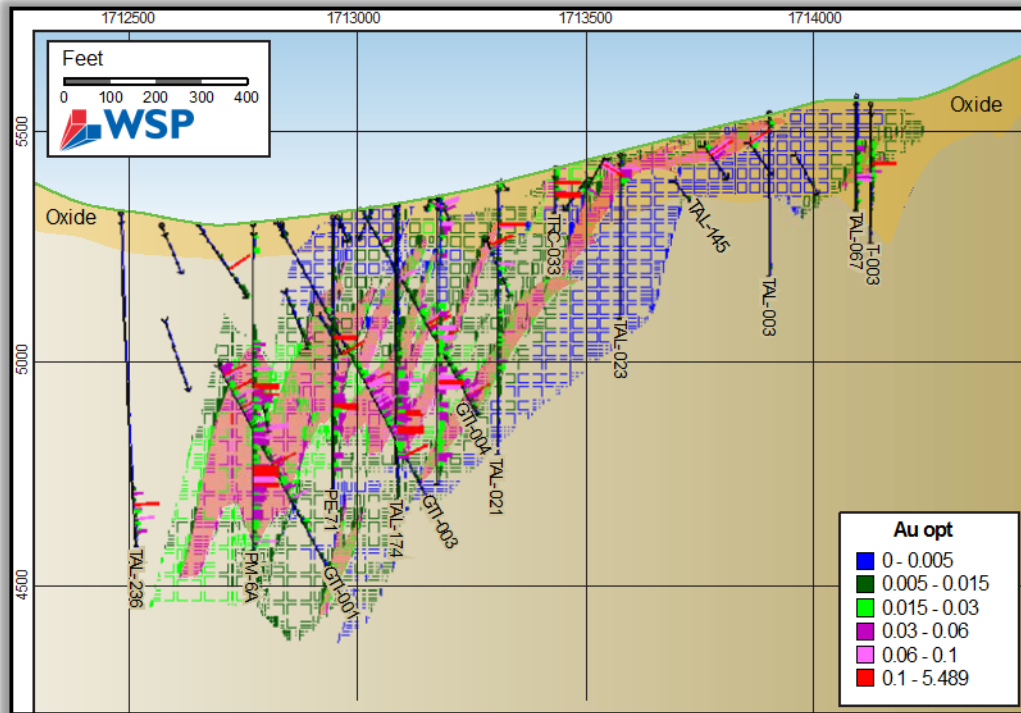 1712500
1713000
1713500
1714000
Feet
0 100 200 300 400
WSP
Oxide
5500
Oxide
TRC-033
TAL-145
TAL-067
T-003
TAL-003
TAL-023
5000
GTI-004
TAL-021
GTI-003
PE-71
TAL-174
TAL-236
PM-6A
GTI-001
4500
Au opt
0 - 0.005
0.005 - 0.015
0.015 - 0.03
0.03 - 0.06
0.06 - 0.1
0.1 - 5.489